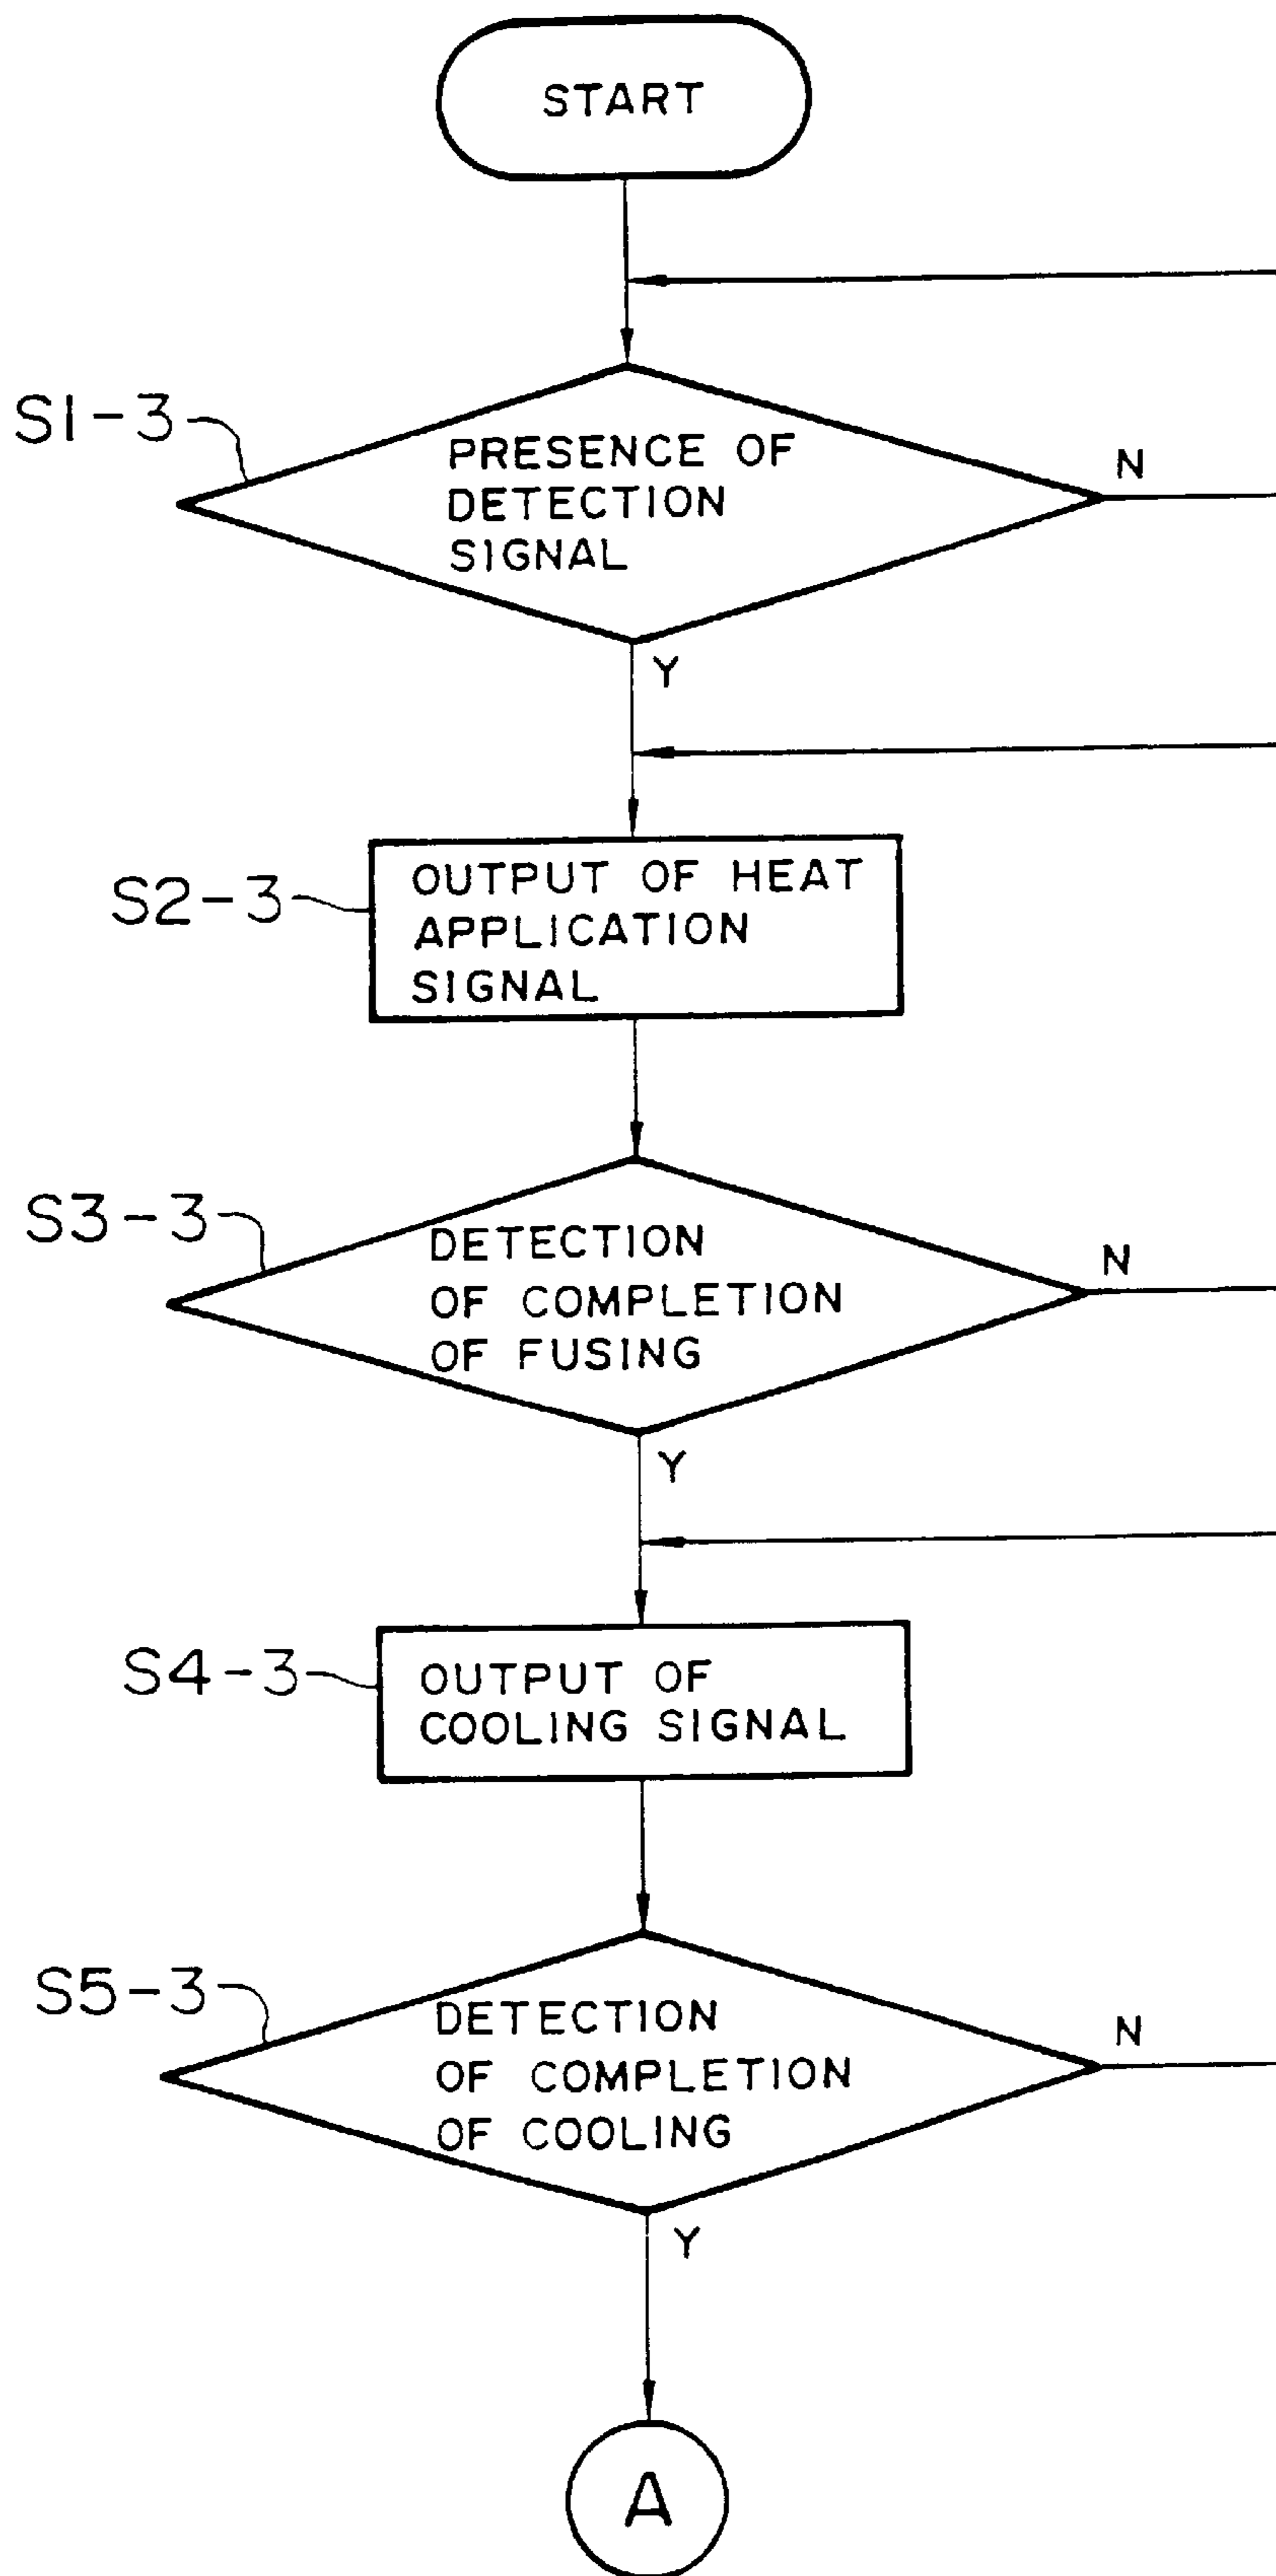 START
S1-3
PRESENCE OF
DETECTION
SIGNAL
N
Y
S2-3
OUTPUT OF HEAT
APPLICATION
SIGNAL
S3-3
DETECTION
OF COMPLETION
OF FUSING
N
Y
S4-3
OUTPUT OF
COOLING SIGNAL
S5-3
DETECTION
OF COMPLETION
OF COOLING
N
Y
A